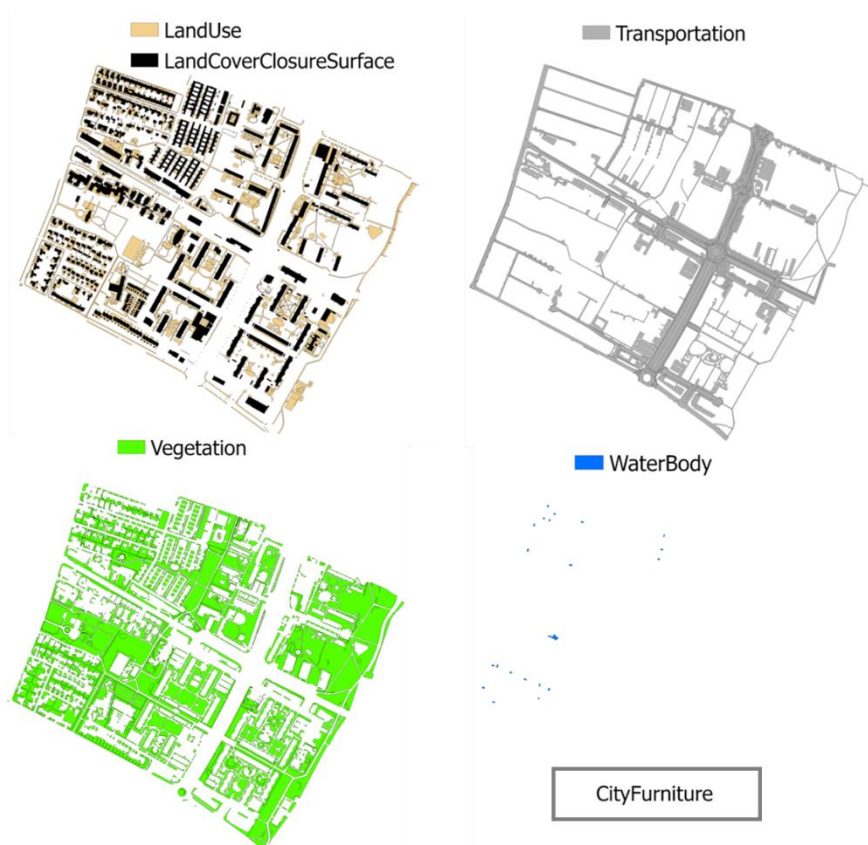 LandUse
LandCoverClosureSurface
Transportation
Vegetation
WaterBody
CityFurniture